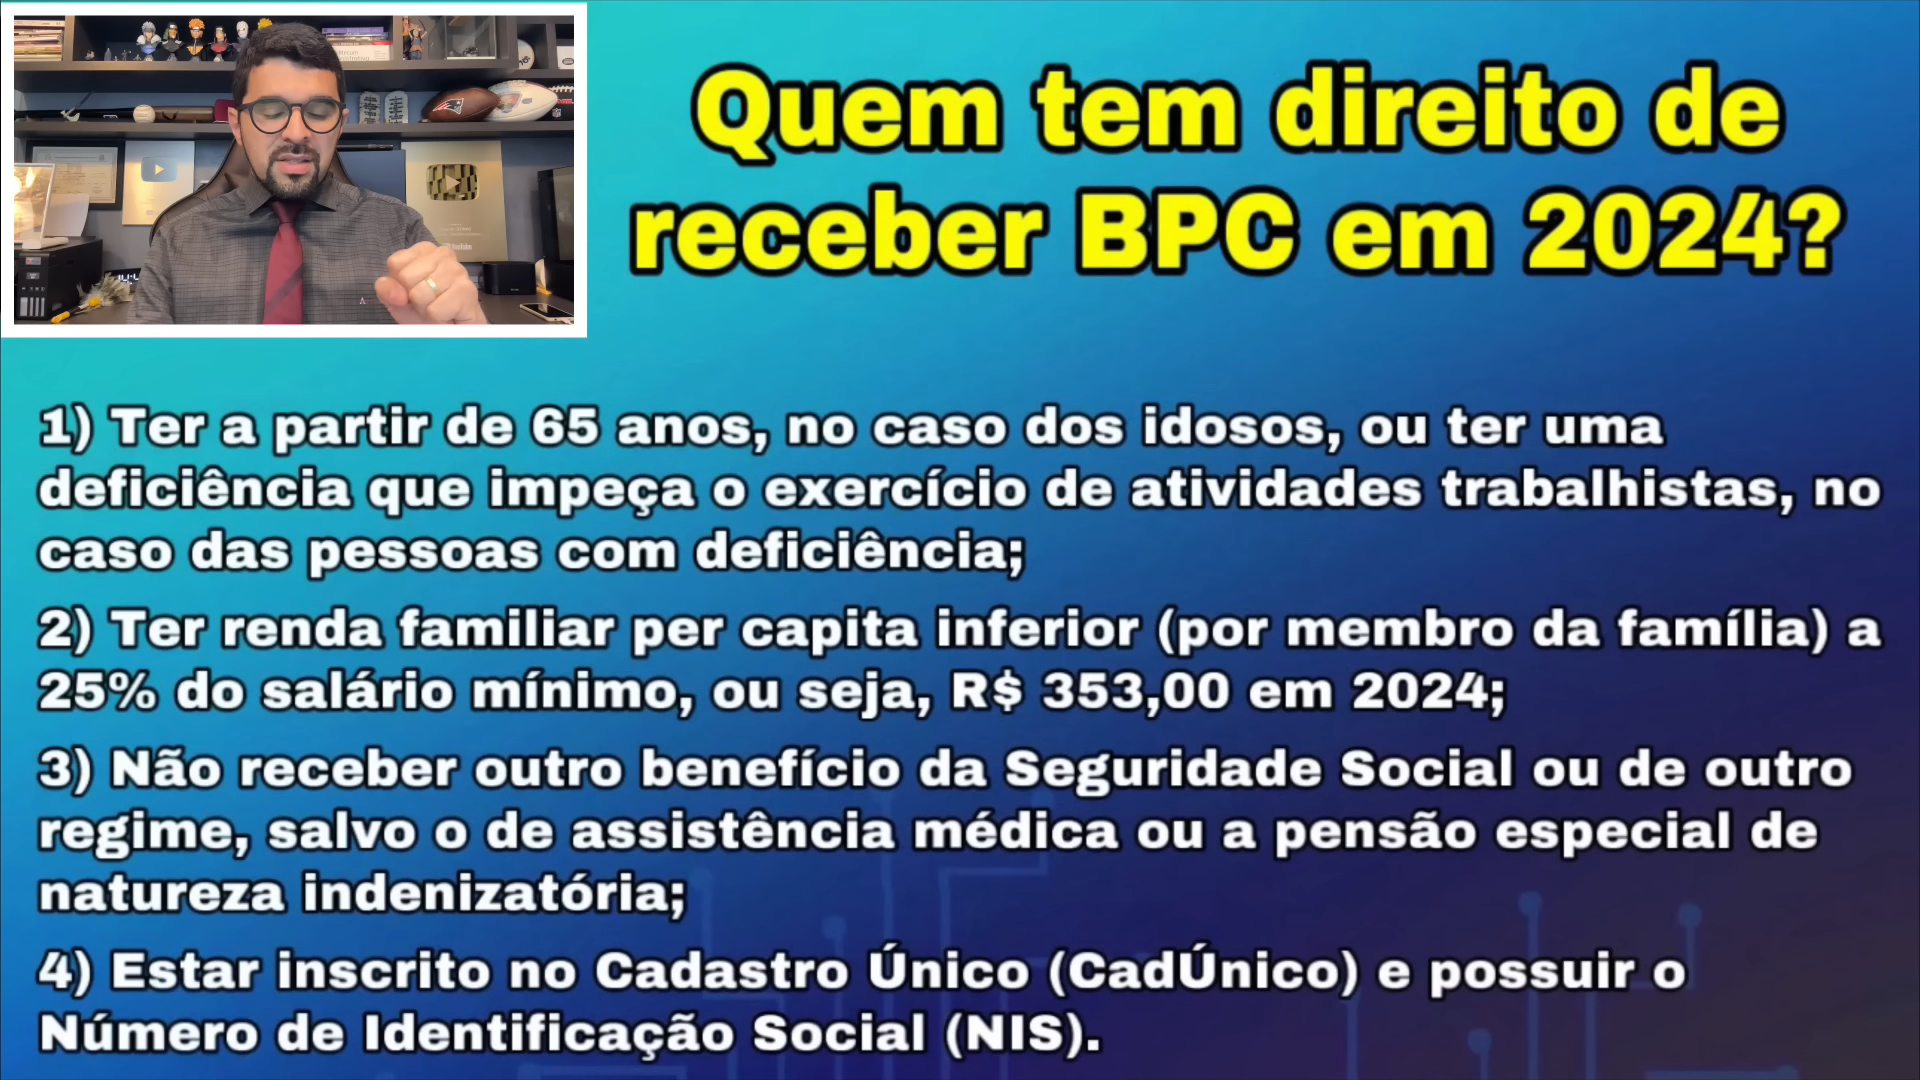 Quem tem direito de
receber BPC em 2024?
1) Ter a partir de 65 anos, no caso dos idosos, ou ter uma
deficiência que impeça o exercício de atividades trabalhistas, no
caso das pessoas com deficiência;
2) Ter renda familiar per capita inferior (por membro da família) a
25% do salário mínimo, ou seja, R$ 353,00 em 2024;
3) Não receber outro benefício da Seguridade Social ou de outro
regime, salvo o de assistência médica ou a pensão especial de
natureza indenizatória;
4) Estar inscrito no Cadastro Único (CadÚnico) e possuir o
Número de Identificação Social (NIS).